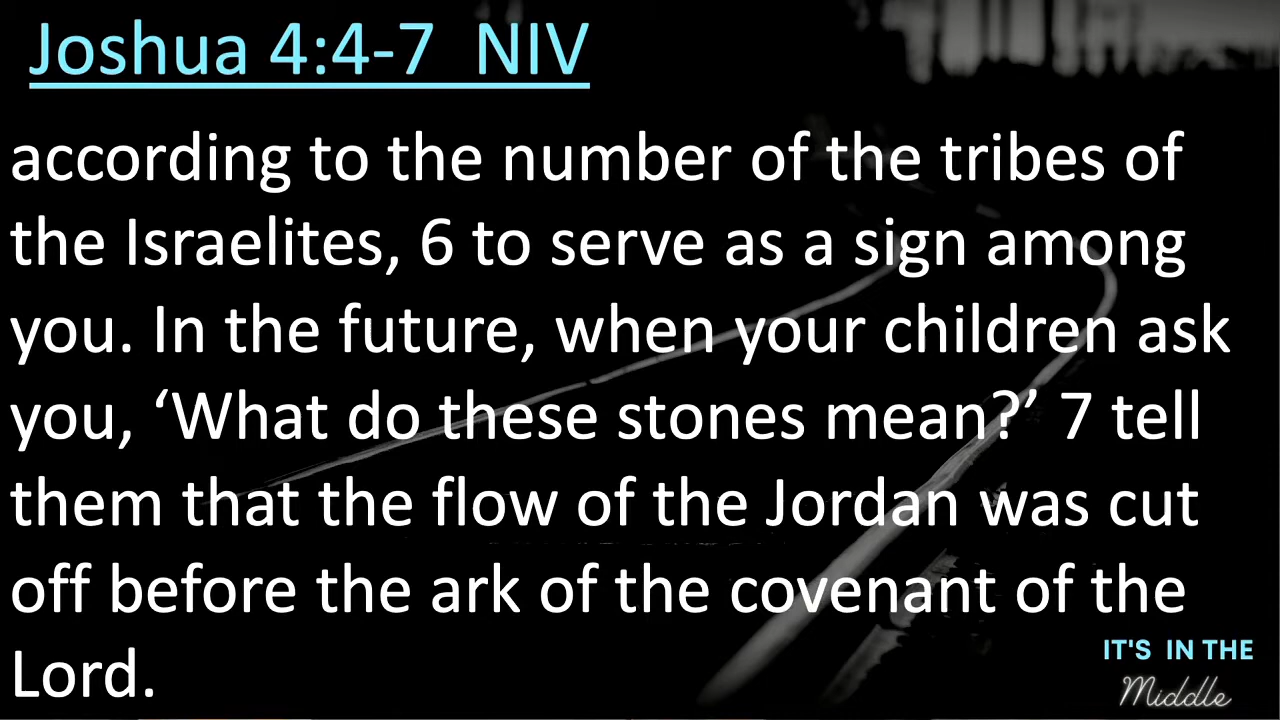 Joshua 4:4-7  NIV
according to the number of the tribes of
the Israelites, 6 to serve as a sign among
you. In the future, when your children ask
you, ‘What do these stones mean?’ 7 tell
them that the flow of the Jordan was cut
off before the ark of the covenant of the
Lord.
IT'S IN THE
Middle